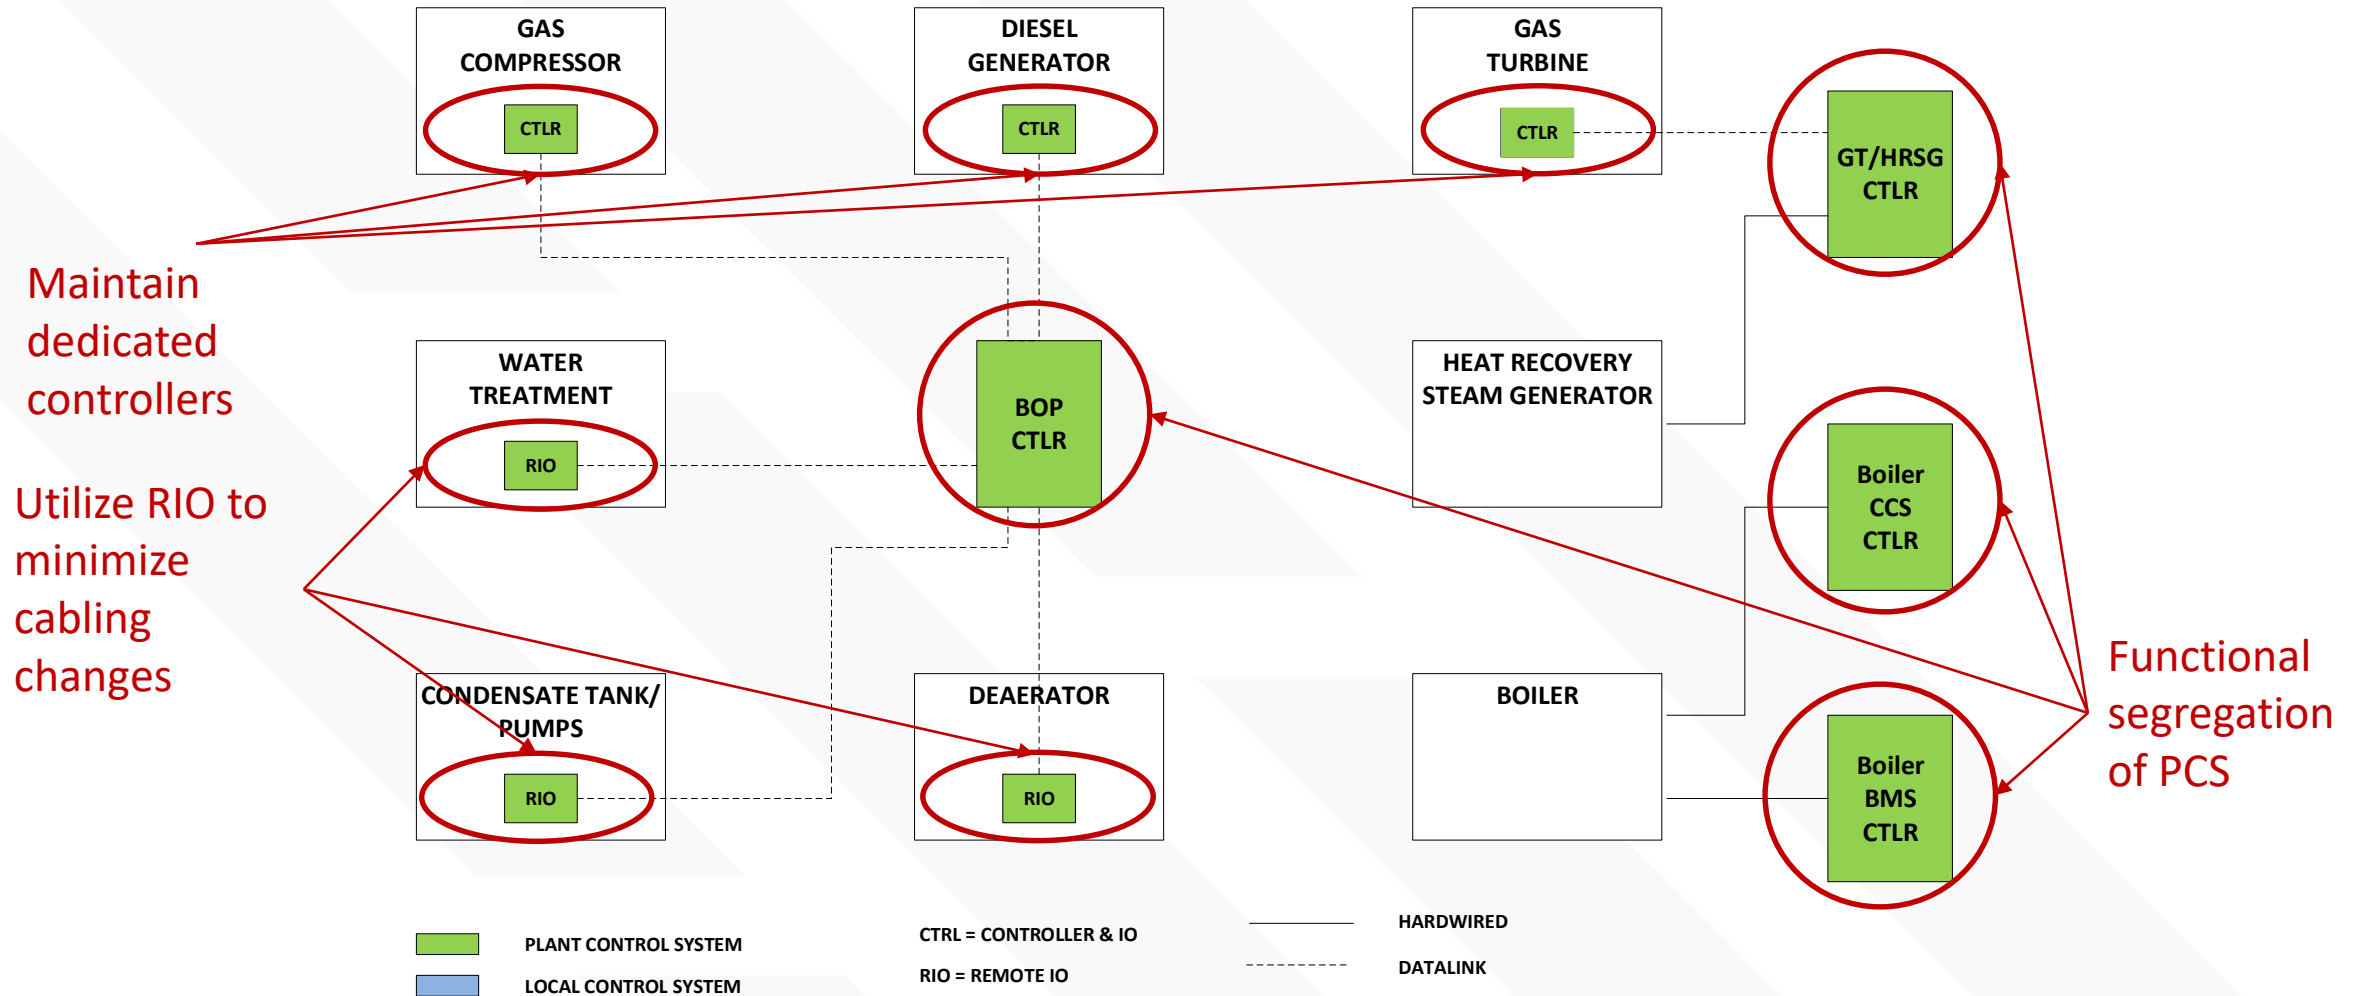 GAS
COMPRESSOR
CTLR
DIESEL
GENERATOR
CTLR
GAS
TURBINE
CTLR
GT/HRSG
CTLR
Maintain
dedicated
controllers
WATER
TREATMENT
RIO
BOP
CTLR
HEAT RECOVERY
STEAM GENERATOR
Boiler
CCS
CTLR
Utilize RIO to
minimize
cabling
changes
CONDENSATE TANK/
PUMPS
RIO
DEAERATOR
RIO
BOILER
Boiler
BMS
CTLR
Functional
segregation
of PCS
PLANT CONTROL SYSTEM
LOCAL CONTROL SYSTEM
CTRL = CONTROLLER & IO
RIO = REMOTE IO
HARDWIRED
DATALINK